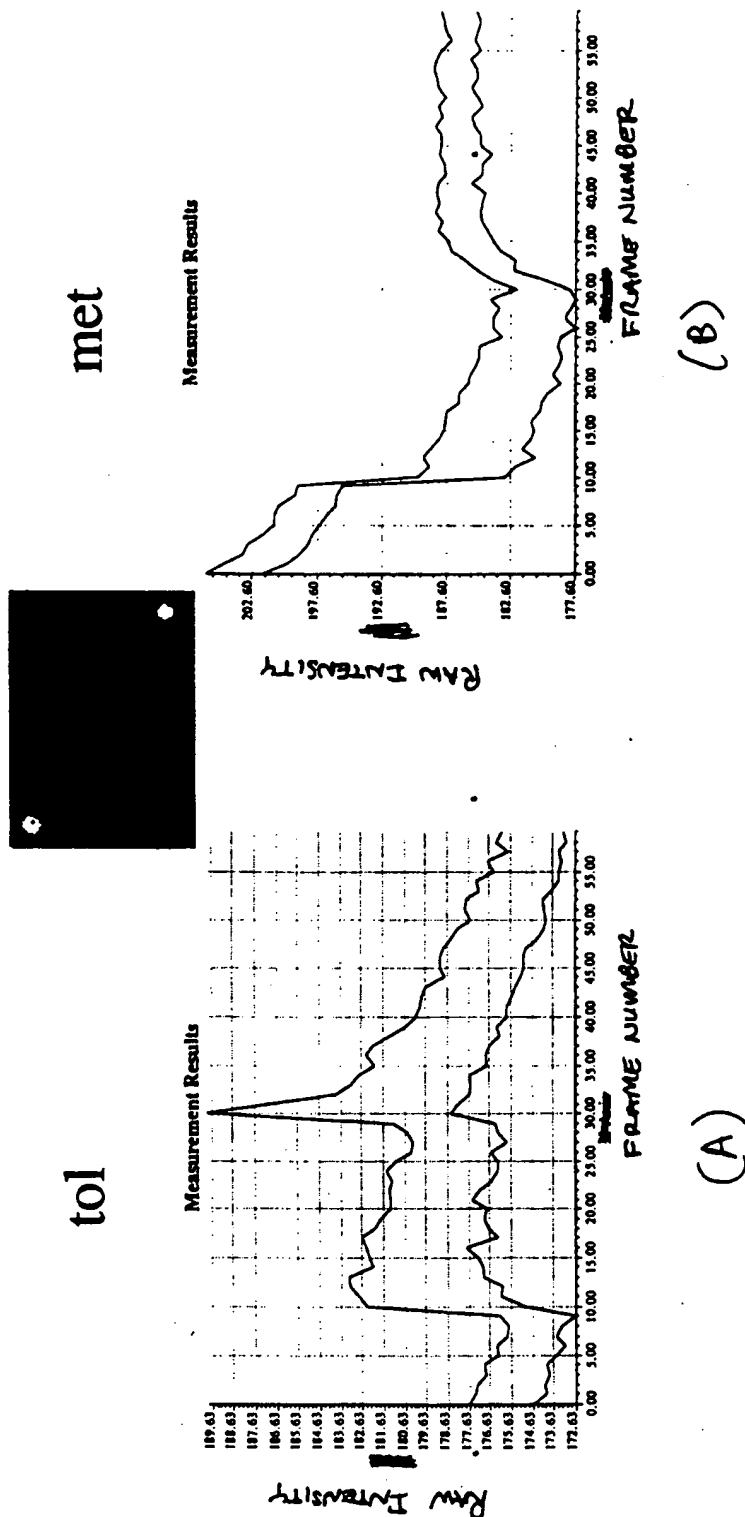 tol
Measurement Results
RAW INTENSITY
189.63
188.63
187.63
186.63
185.63
184.63
183.63
182.63
181.63
180.63
179.63
178.63
177.63
176.63
175.63
174.63
173.63
172.63
0.00 5.00 10.00 15.00 20.00 25.00 30.00 35.00 40.00 45.00 50.00 55.00
FRAME NUMBER
(A)
met
Measurement Results
RAW INTENSITY
202.60
197.60
192.60
187.60
182.60
177.60
0.00 5.00 10.00 15.00 20.00 25.00 30.00 35.00 40.00 45.00 50.00 55.00
FRAME NUMBER
(B)